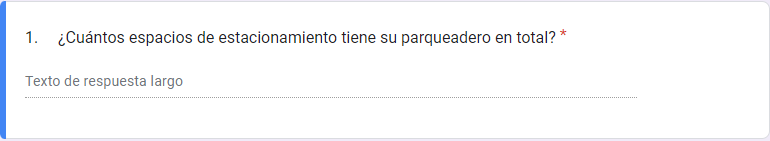 1. ¿Cuántos espacios de estacionamiento tiene su parqueadero en total? *
Texto de respuesta largo